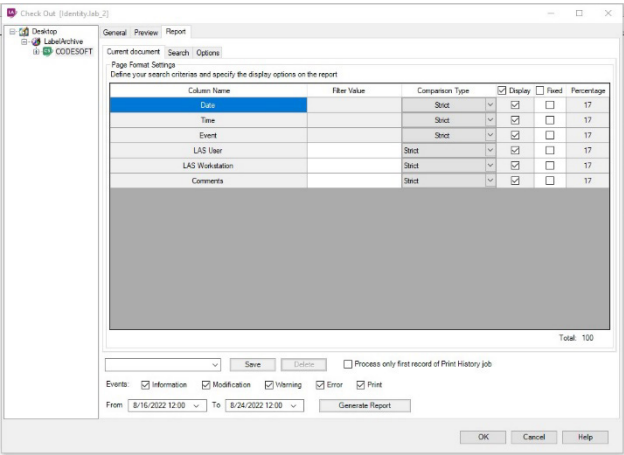 Check Out [Identity.lab_2]
Desktop
LabelArchive
CODESOFT
General Preview Report
Current document Search Options
Page Format Settings
Define your search criterias and specify the display options on the report
Column Name Filter Value Comparison Type Display Fixed Percentage
Date Strict 17
Time Strict 17
Event Strict 17
LAS User Strict 17
LAS Workstation Strict 17
Comments Strict 17
Total: 100
Save Delete Process only first record of Print History job
Events: Information Modification Warning Error Print
From 8/16/2022 12:00 To 8/24/2022 12:00 Generate Report
OK Cancel Help